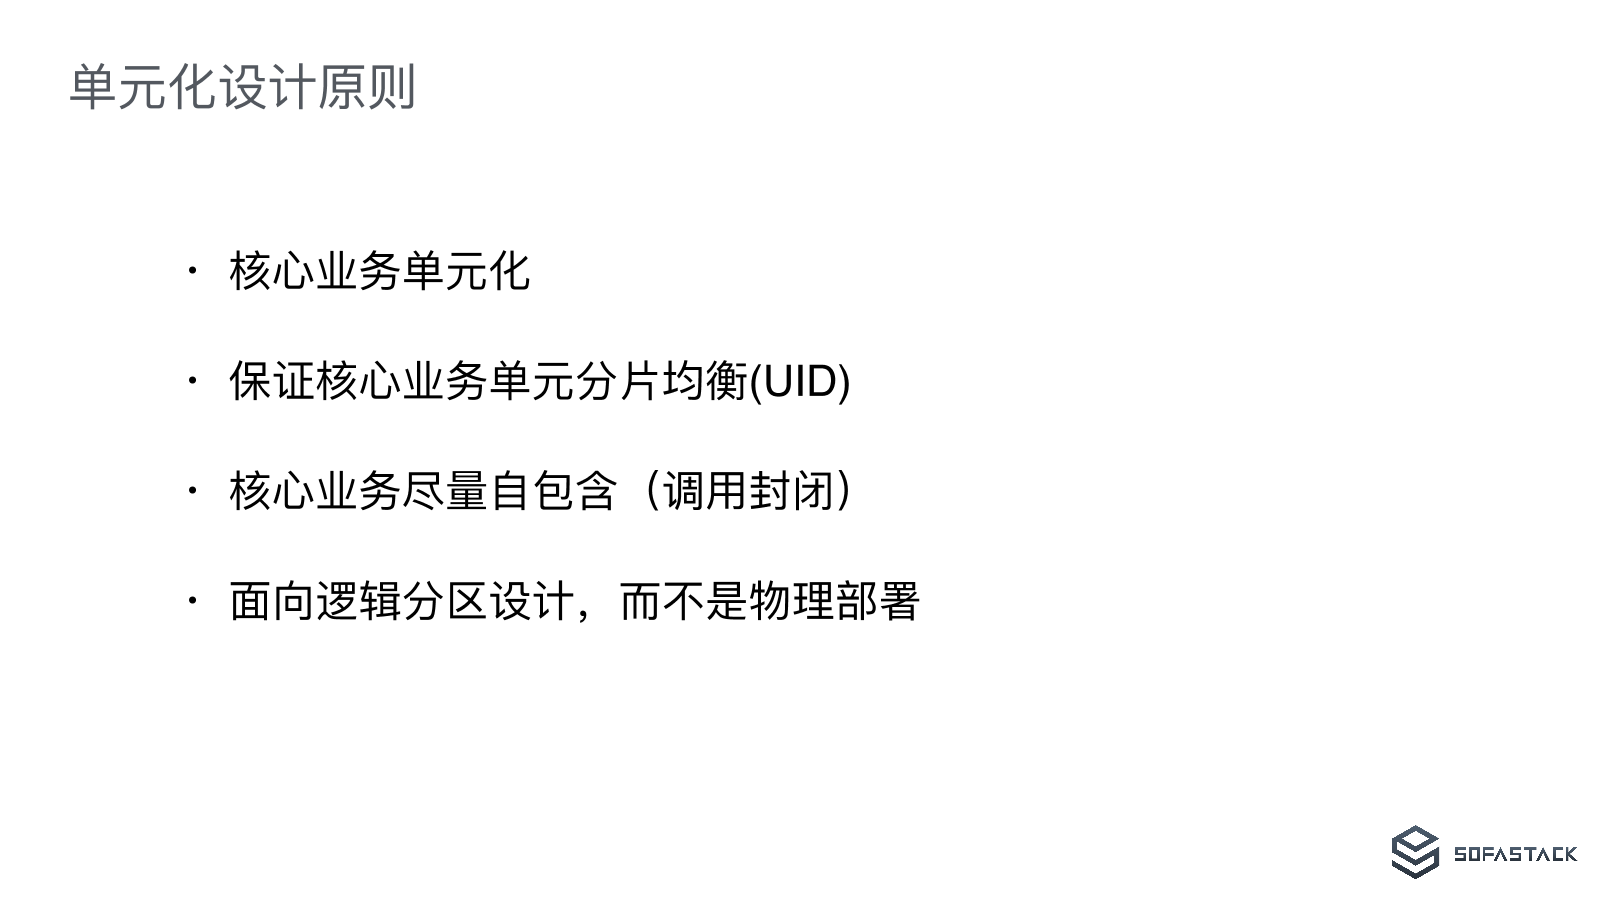 单元化设计原则
• 核心业务单元化
• 保证核心业务单元分片均衡(UID)
• 核心业务尽量自包含（调用封闭）
• 面向逻辑分区设计，而不是物理部署
SOFASTACK